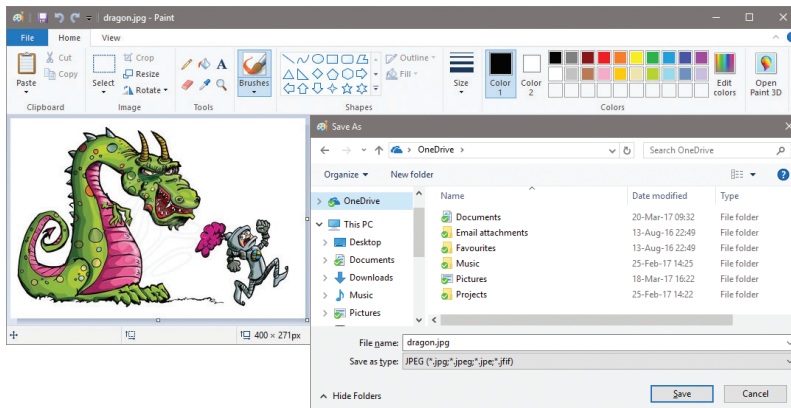 dragon.jpg - Paint
File Home View
Cut
Copy
Paste
Clipboard
Select
Crop
Resize
Rotate
Image
A
Tools
Brushes
Outline
Fill
Shapes
Size
Color 1
Color 2
Edit colors
Colors
Open Paint 3D
400 × 271px
Save As
OneDrive
Search OneDrive
Organize New folder
OneDrive
This PC
Desktop
Documents
Downloads
Music
Pictures
Name Date modified Type
Documents 20-Mar-17 09:32 File folder
Email attachments 13-Aug-16 22:49 File folder
Favourites 13-Aug-16 22:49 File folder
Music 25-Feb-17 14:25 File folder
Pictures 18-Mar-17 16:22 File folder
Projects 25-Feb-17 14:22 File folder
File name: dragon.jpg
Save as type: JPEG (*.jpg;*.jpeg;*.jpe;*.jfif)
Hide Folders
Save Cancel